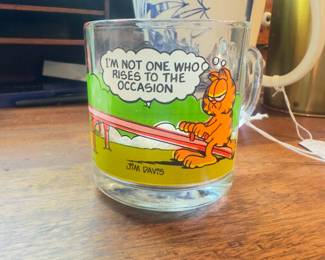 I'M NOT ONE WHO
RISES TO THE
OCCASION
JIM DAVIS